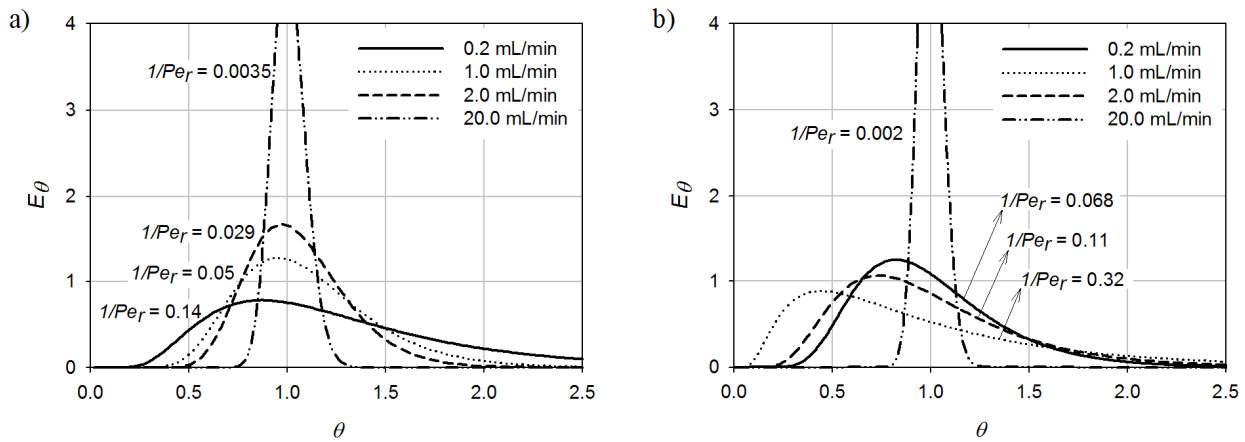 a)
4
3
2
1
0
Eθ
0.2 mL/min
1.0 mL/min
2.0 mL/min
20.0 mL/min
1/Per = 0.0035
1/Per = 0.029
1/Per = 0.05
1/Per = 0.14
0.0 0.5 1.0 1.5 2.0 2.5
θ
b)
4
3
2
1
0
Eθ
0.2 mL/min
1.0 mL/min
2.0 mL/min
20.0 mL/min
1/Per = 0.002
1/Per = 0.068
1/Per = 0.11
1/Per = 0.32
0.0 0.5 1.0 1.5 2.0 2.5
θ